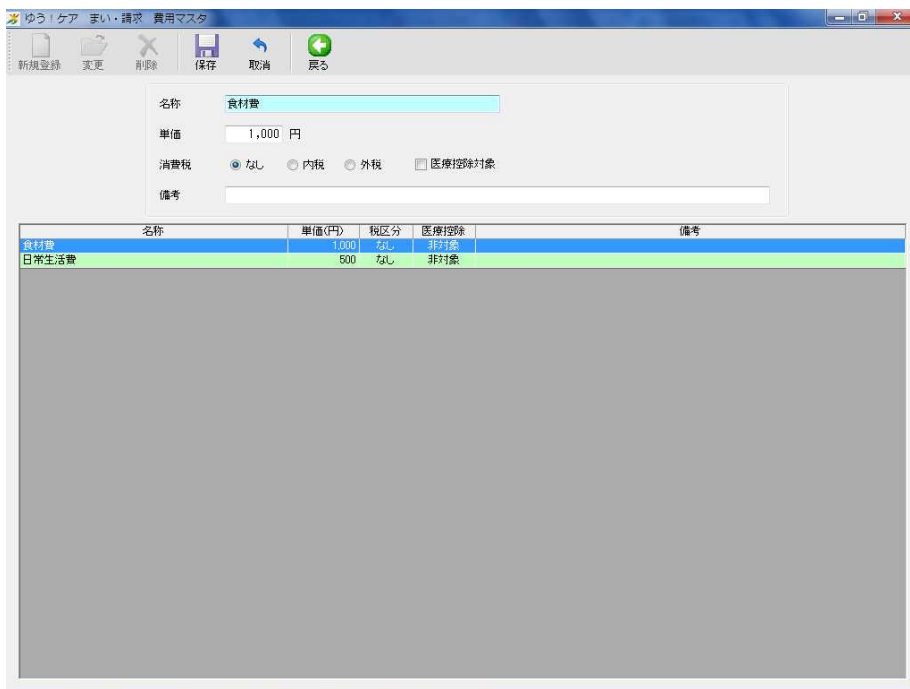 ゆう！ケア まい・請求 費用マスタ
新規登録 変更 削除 保存 取消 戻る
名称 食材費
単価 1,000 円
消費税 なし 内税 外税 医療控除対象
備考
名称 単価(円) 税区分 医療控除 備考
食材費 1,000 なし 非対象
日常生活費 500 なし 非対象